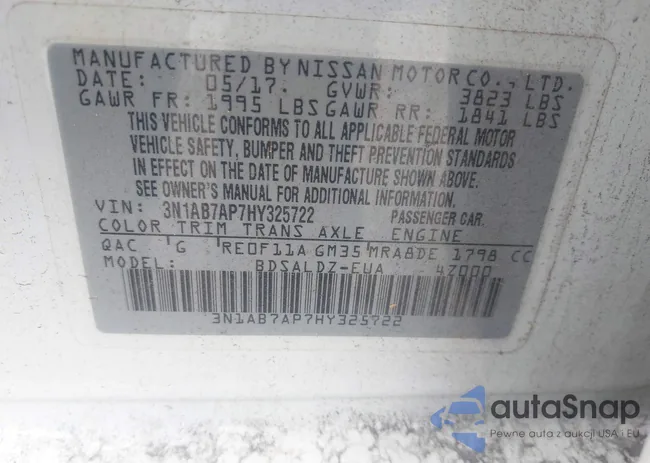 MANUFACTURED BY NISSAN MOTOR CO., LTD.
DATE: 05/17. GVWR: 3823 LBS
GAWR FR: 1995 LBS GAWR RR: 1841 LBS
THIS VEHICLE CONFORMS TO ALL APPLICABLE FEDERAL MOTOR
VEHICLE SAFETY, BUMPER AND THEFT PREVENTION STANDARDS
IN EFFECT ON THE DATE OF MANUFACTURE SHOWN ABOVE.
SEE OWNER'S MANUAL FOR ADDITIONAL INFORMATION.
VIN: 3N1AB7AP7HY325722 PASSENGER CAR.
COLOR TRIM TRANS AXLE ENGINE
QAC 'G RE0F11A GM35 MRA8DE 1798 CC
MODEL: BDSALDZ-EUA 4Z000
3N1AB7AP7HY325722
autaSnap
Pewne auta z aukcji USA i EU